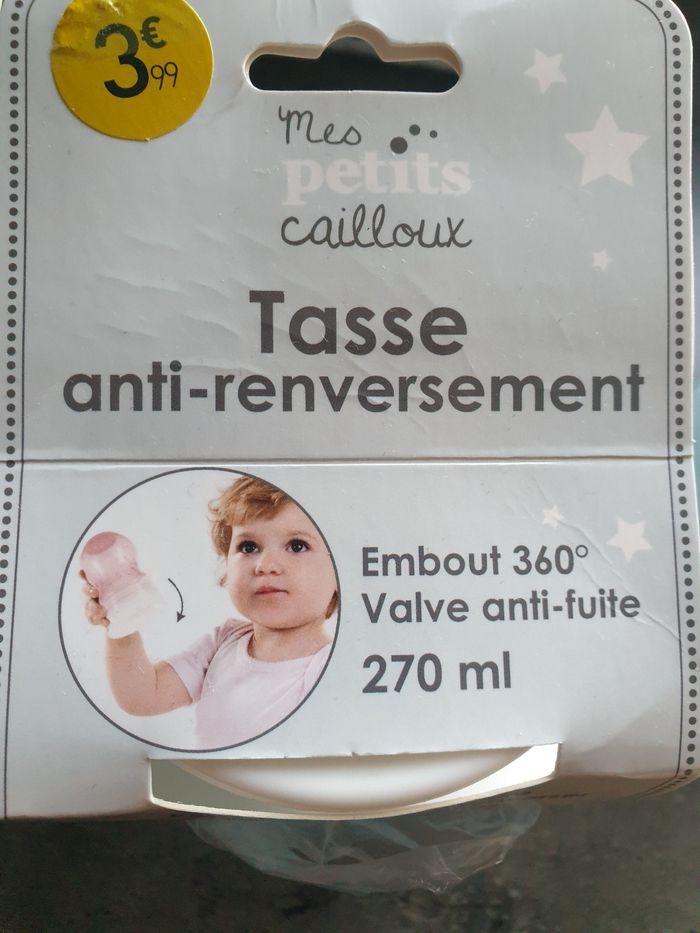 3€99
Mes
petits
cailloux
Tasse
anti-renversement
Embout 360°
Valve anti-fuite
270 ml